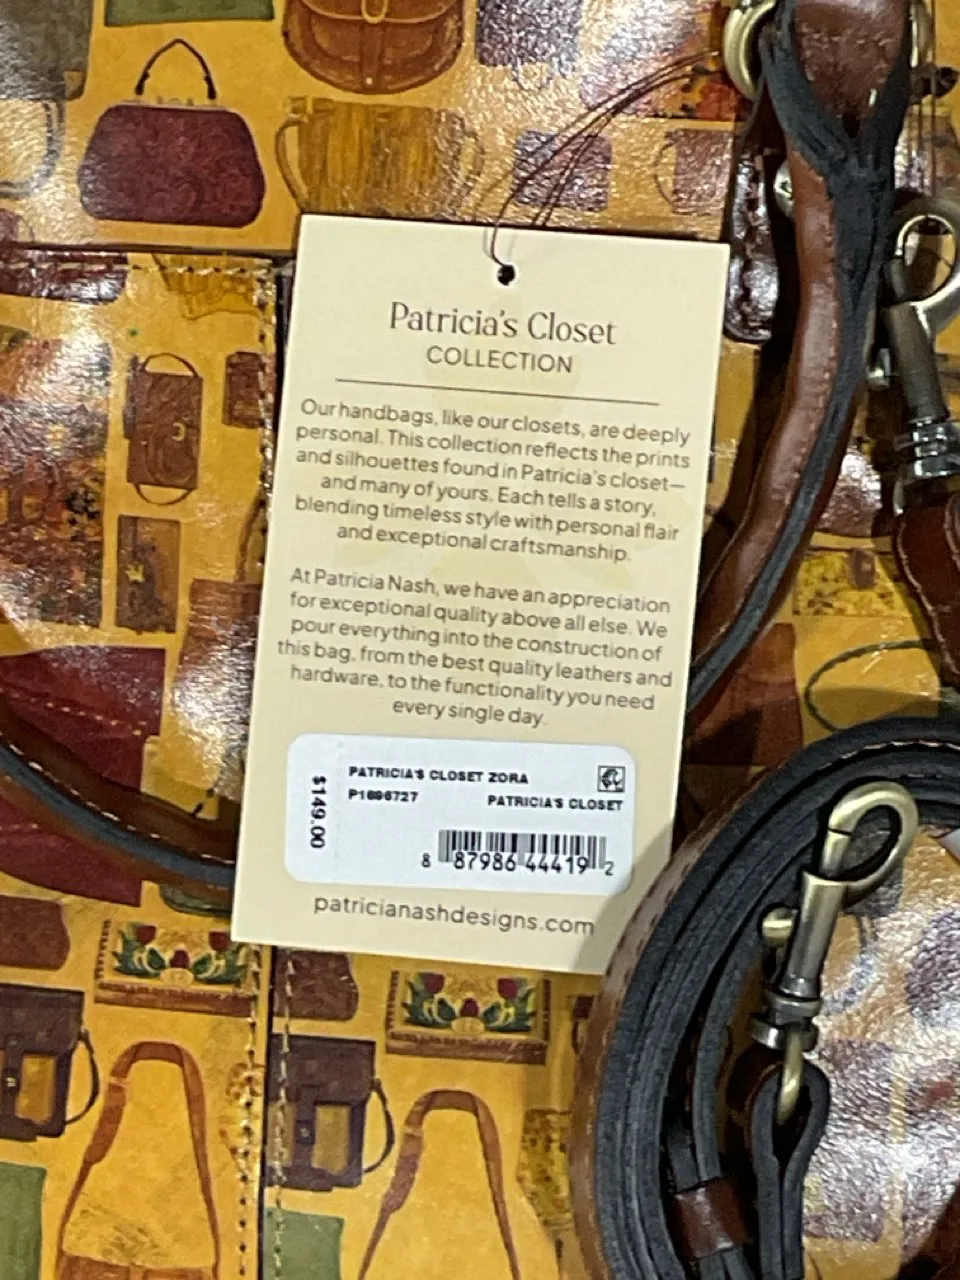 Patricia's Closet
COLLECTION
Our handbags, like our closets, are deeply
personal. This collection reflects the prints
and silhouettes found in Patricia's closet—
and many of yours. Each tells a story,
blending timeless style with personal flair
and exceptional craftsmanship.
At Patricia Nash, we have an appreciation
for exceptional quality above all else. We
pour everything into the construction of
this bag, from the best quality leathers and
hardware, to the functionality you need
every single day.
$149.00
PATRICIA'S CLOSET ZORA
P1696727 PATRICIA'S CLOSET
8 87986 44419 2
patricianashdesigns.com